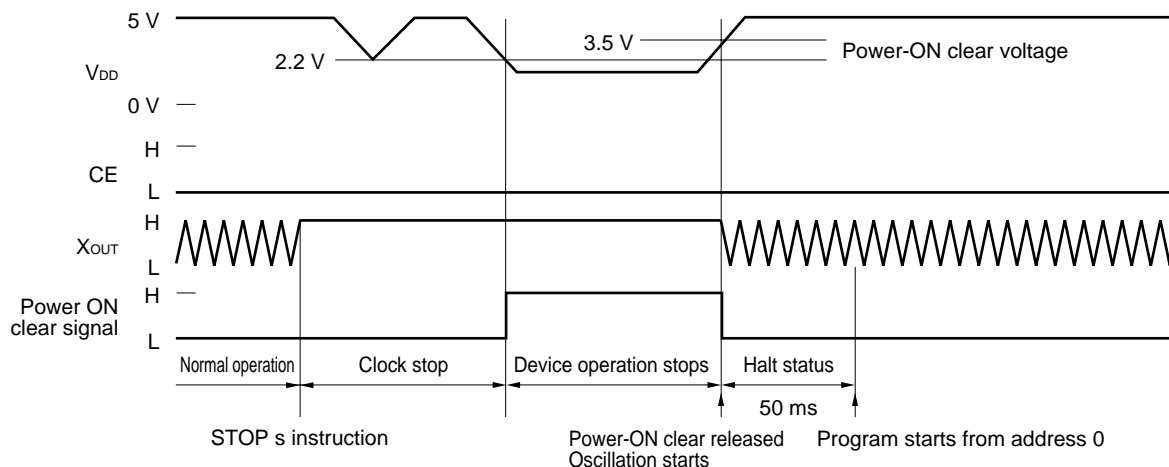 5 V
3.5 V
Power-ON clear voltage
2.2 V
VDD
0 V
H
CE
L
H
XOUT
L
Power ON
clear signal
H
L
Normal operation
Clock stop
Device operation stops
Halt status
50 ms
STOP s instruction
Power-ON clear released
Oscillation starts
Program starts from address 0